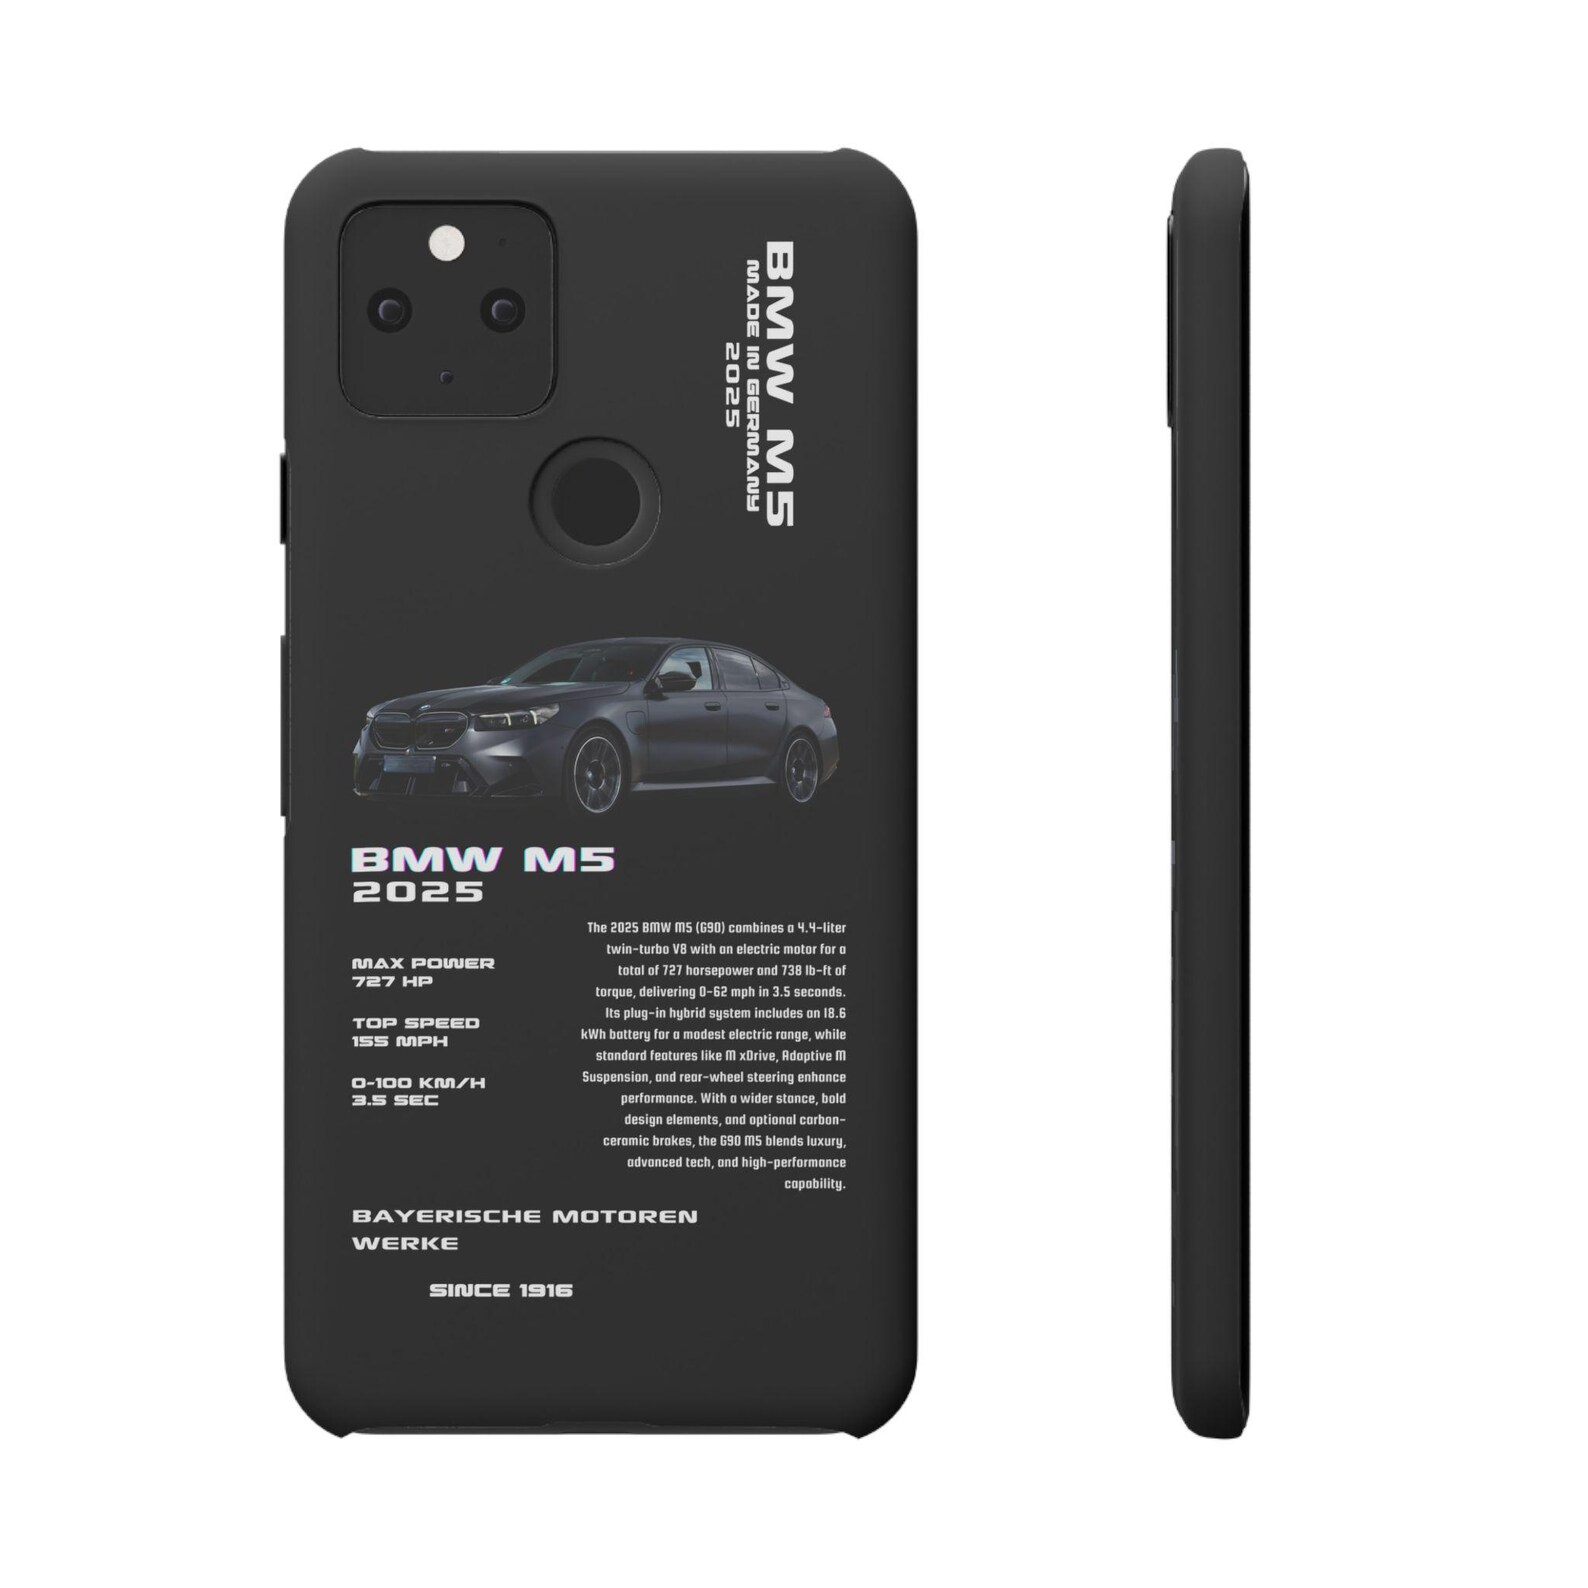 BMW M5
MADE IN GERMANY
2025
BMW M5
2025
MAX POWER
727 HP
TOP SPEED
155 MPH
0-100 KM/H
3.5 SEC
The 2025 BMW M5 (G90) combines a 4.4-liter
twin-turbo V8 with an electric motor for a
total of 727 horsepower and 738 lb-ft of
torque, delivering 0-62 mph in 3.5 seconds.
Its plug-in hybrid system includes an 18.6
kWh battery for a modest electric range, while
standard features like M xDrive, Adaptive M
Suspension, and rear-wheel steering enhance
performance. With a wider stance, bold
design elements, and optional carbon-
ceramic brakes, the G90 M5 blends luxury,
advanced tech, and high-performance
capability.
BAYERISCHE MOTOREN
WERKE
SINCE 1916